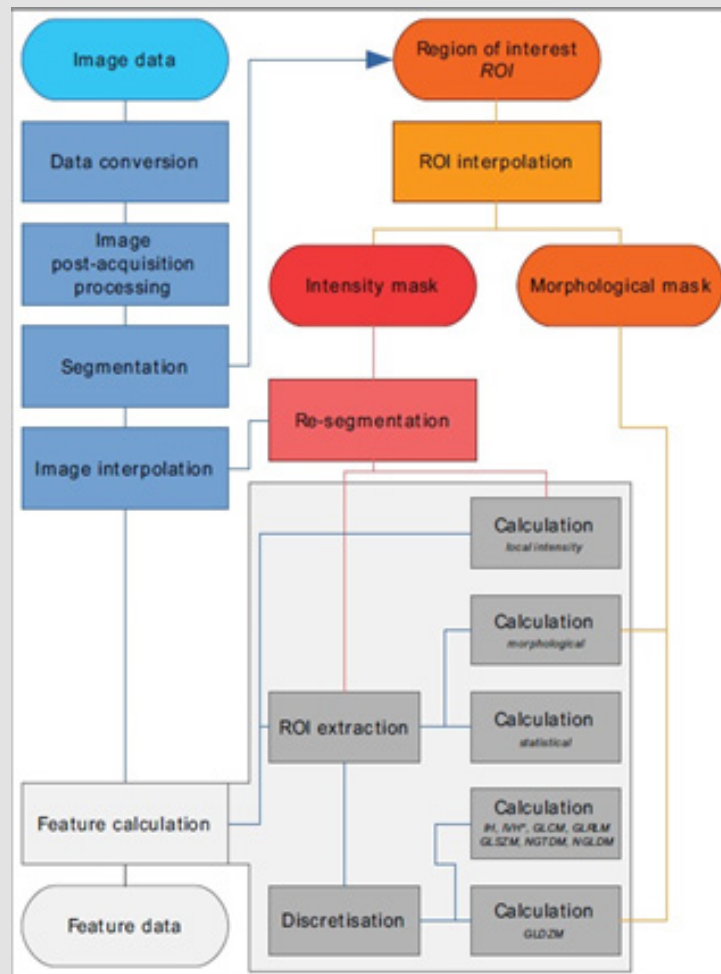 Image data
Region of interest
ROI
Data conversion
ROI interpolation
Image
post-acquisition
processing
Intensity mask
Morphological mask
Segmentation
Re-segmentation
Image interpolation
Calculation
local intensity
Calculation
morphological
ROI extraction
Calculation
statistical
Feature calculation
Calculation
IH, IVH*, GLCM, GLRLM
GLSZM, NGTDM, NGLDM
Feature data
Discretisation
Calculation
GLDZM